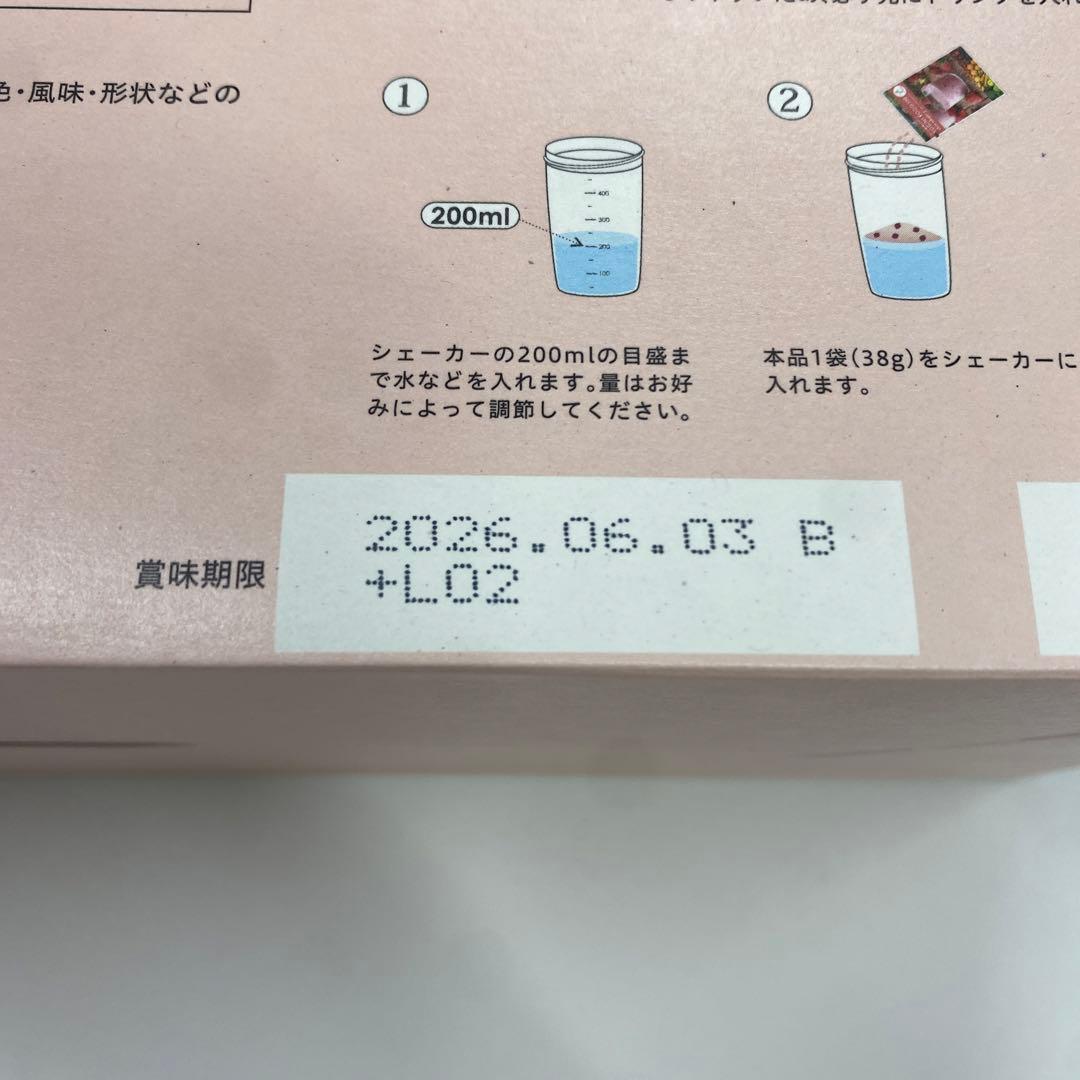 色・風味・形状などの
1
200ml
400
300
200
100
シェーカーの200mlの目盛ま
で水などを入れます。量はお好
みによって調節してください。
2
本品1袋(38g)をシェーカーに
入れます。
賞味期限
2026.06.03 B
+L02